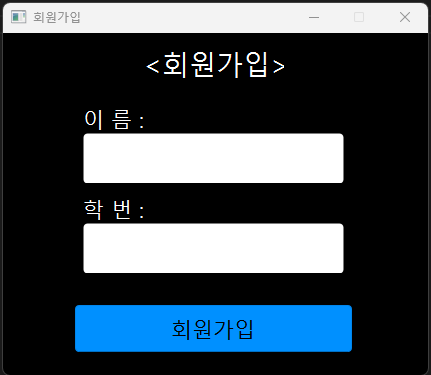 회원가입
<회원가입>
이 름 :
학 번 :
회원가입